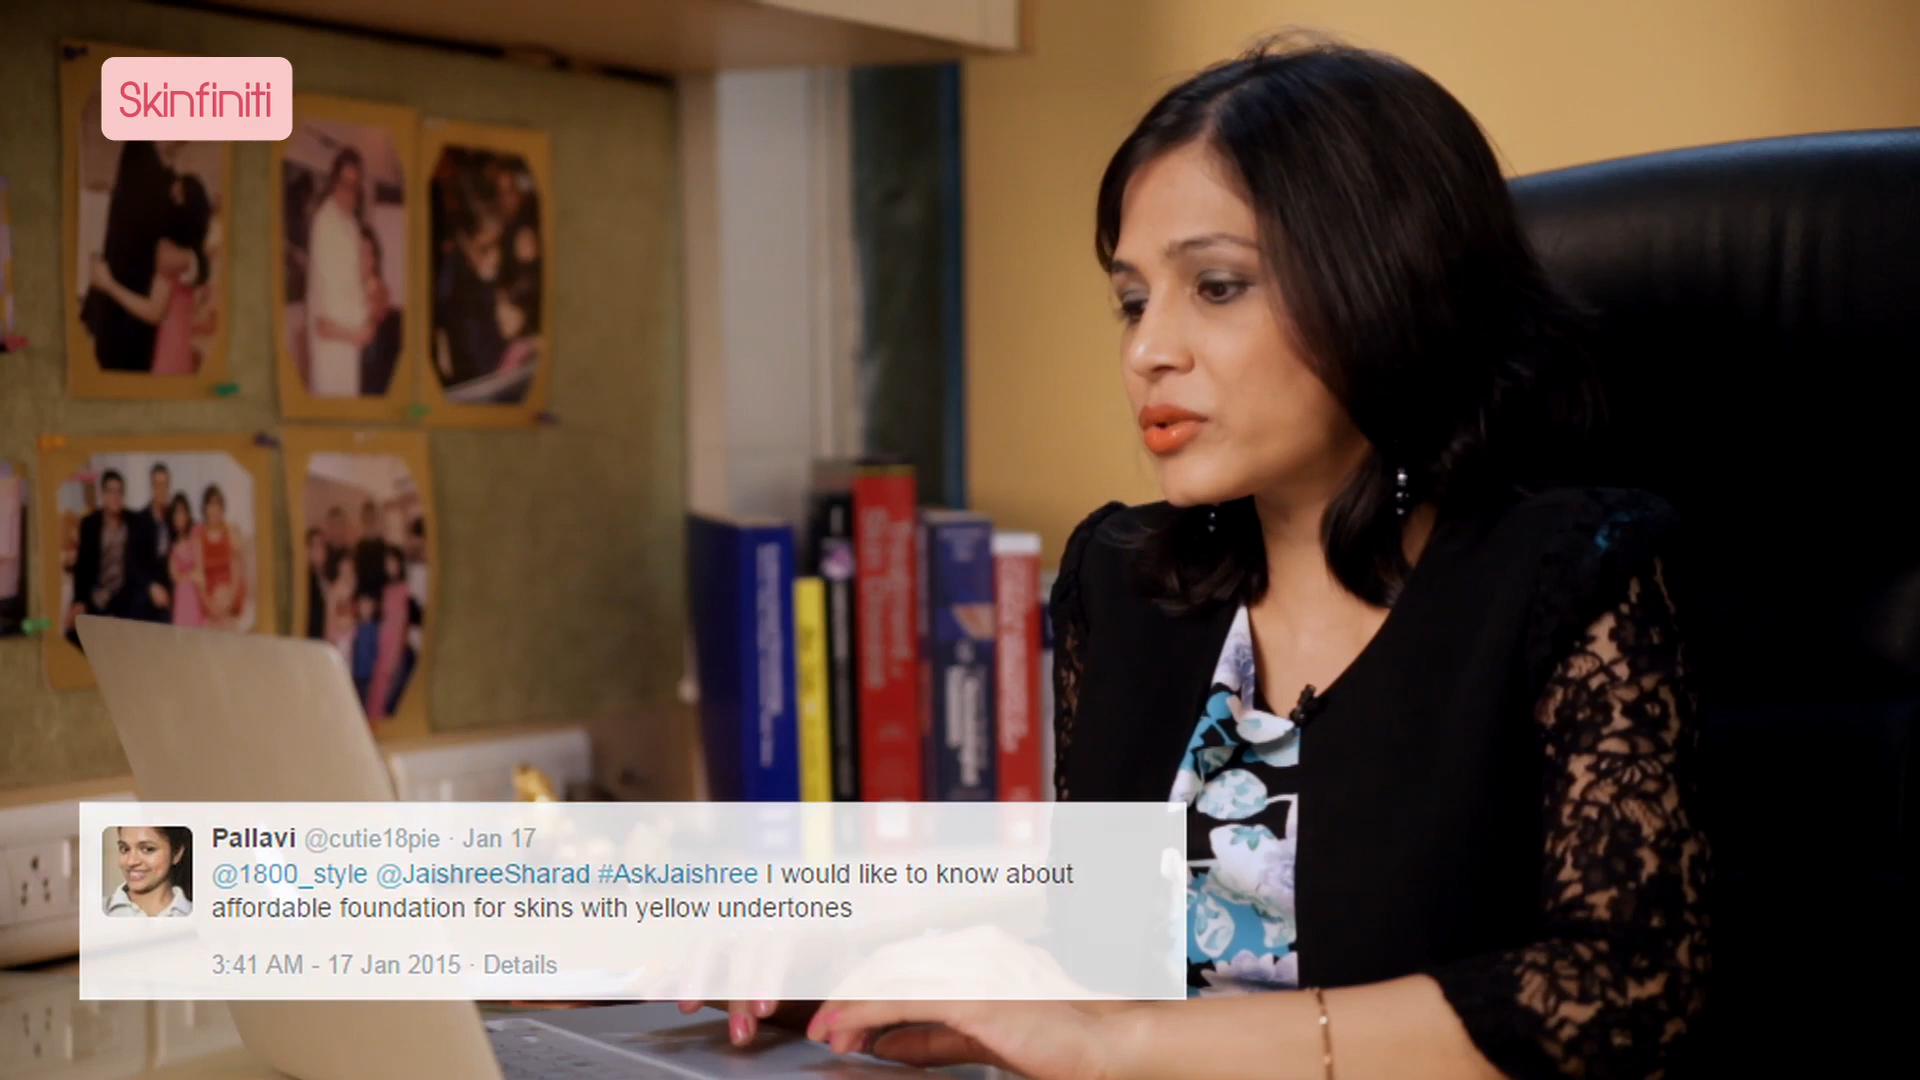 Skinfiniti
Pallavi @cutie18pie · Jan 17
@1800_style @JaishreeSharad #AskJaishree I would like to know about
affordable foundation for skins with yellow undertones
3:41 AM - 17 Jan 2015 · Details